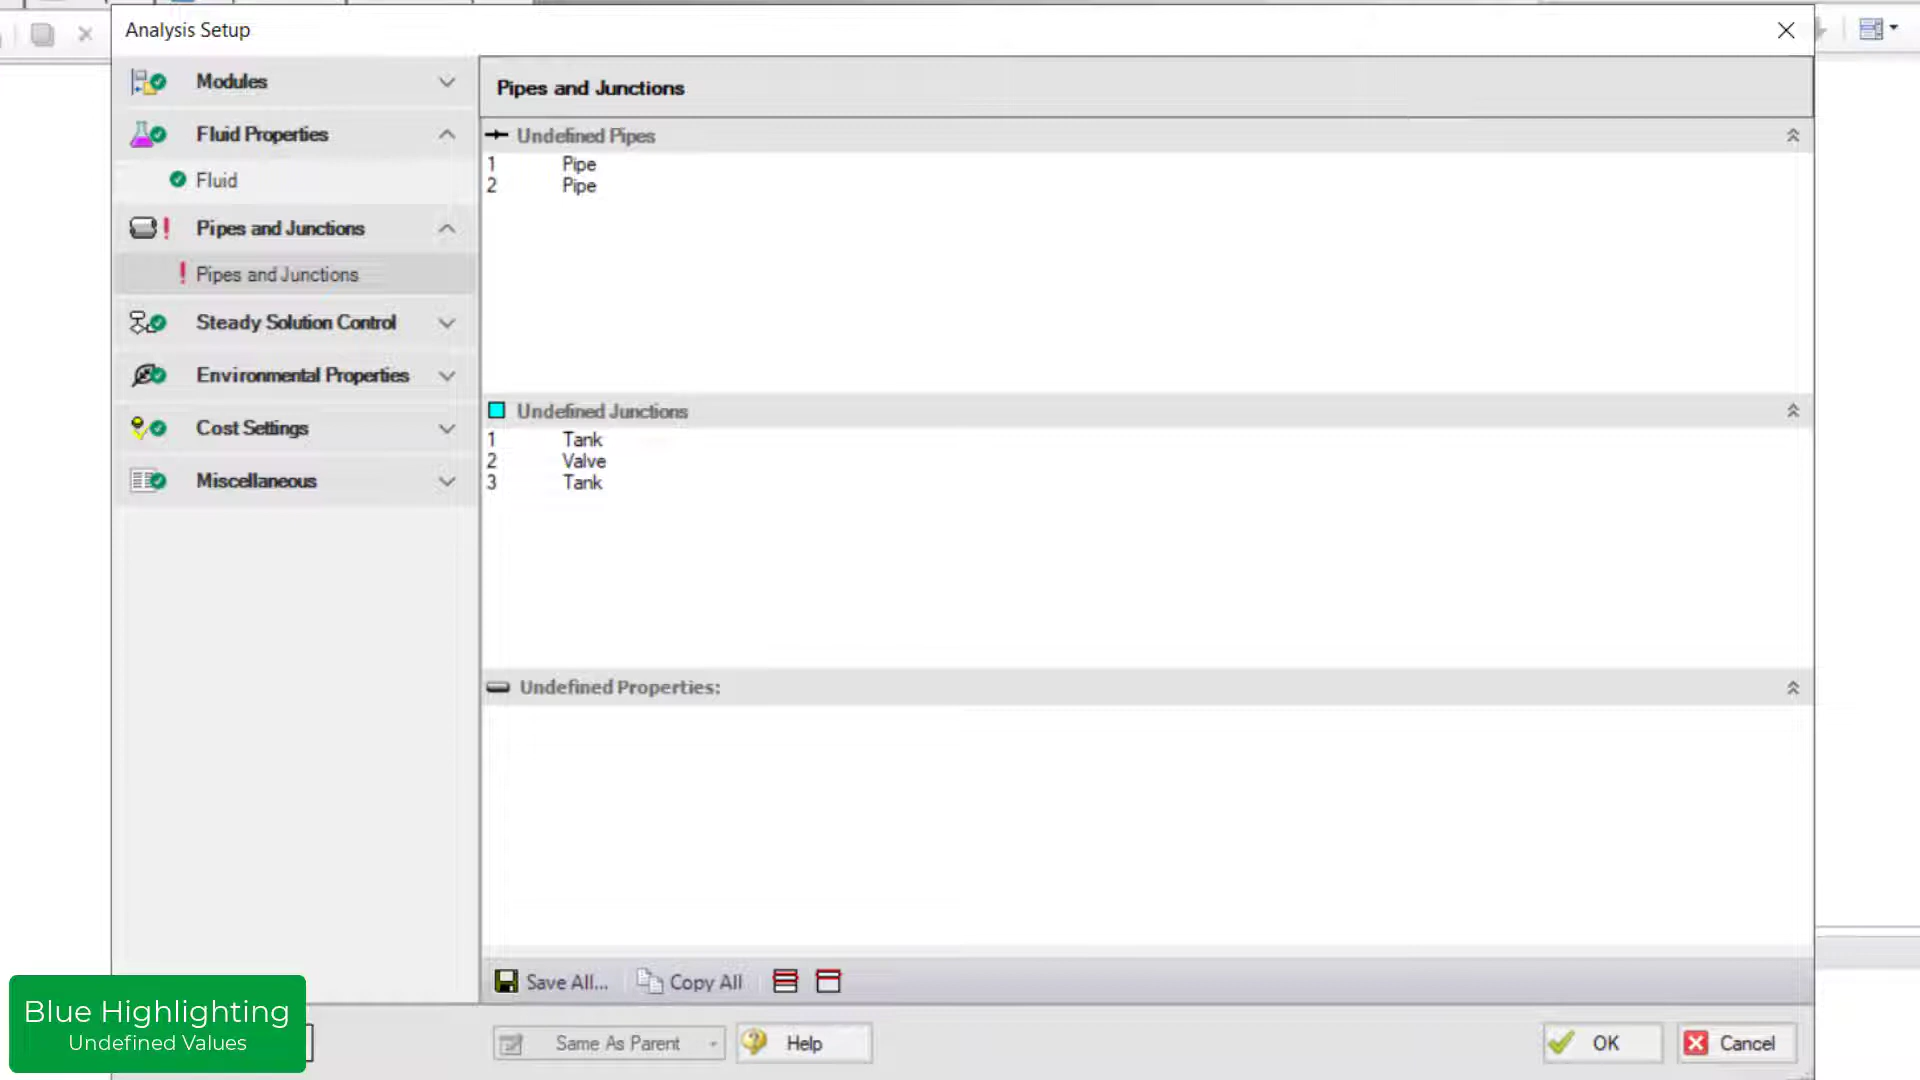 Analysis Setup
Modules
Fluid Properties
Fluid
Pipes and Junctions
Pipes and Junctions
Steady Solution Control
Environmental Properties
Cost Settings
Miscellaneous
Pipes and Junctions
Undefined Pipes
1 Pipe
2 Pipe
Undefined Junctions
1 Tank
2 Valve
3 Tank
Undefined Properties:
Save All...
Copy All
Blue Highlighting
Undefined Values
Same As Parent
Help
OK
Cancel